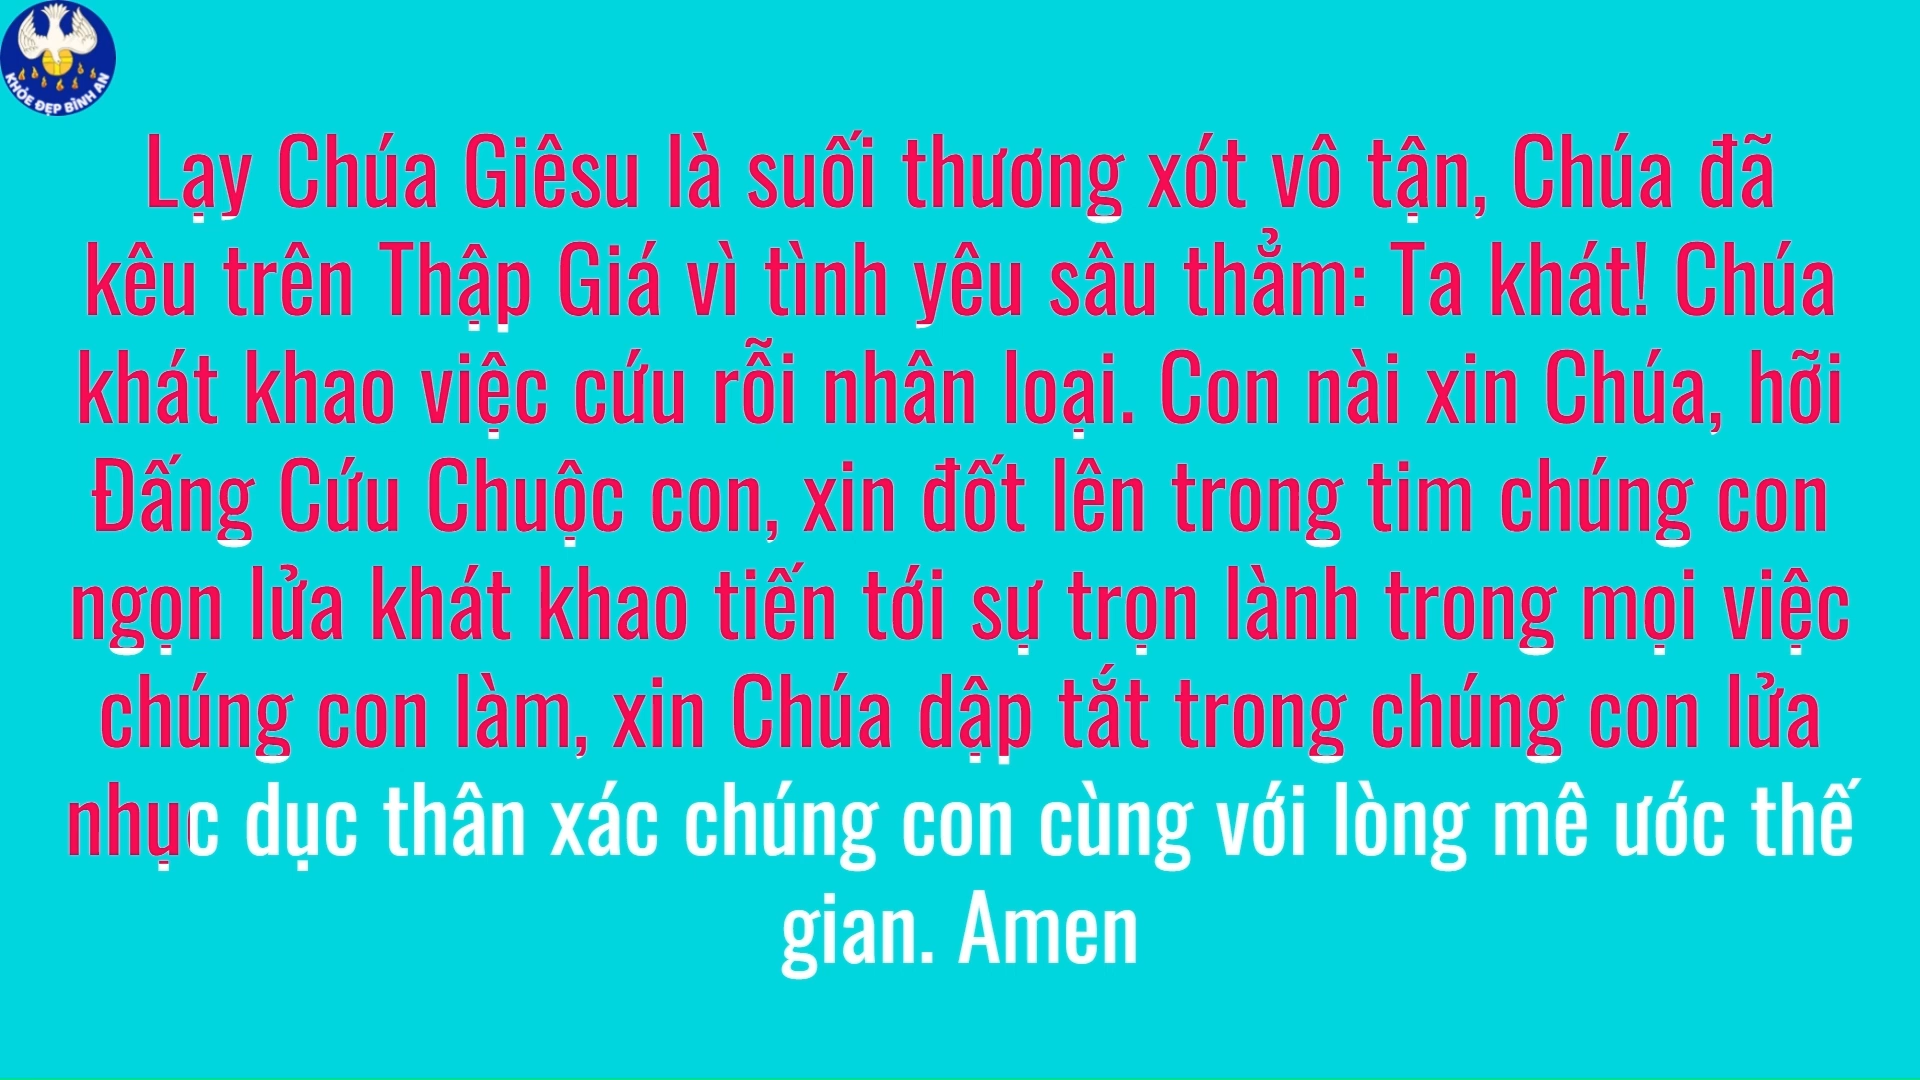 KHỎE ĐẸP BÌNH AN
Lạy Chúa Giêsu là suối thương xót vô tận, Chúa đã
kêu trên Thập Giá vì tình yêu sâu thẳm: Ta khát! Chúa
khát khao việc cứu rỗi nhân loại. Con nài xin Chúa, hỡi
Đấng Cứu Chuộc con, xin đốt lên trong tim chúng con
ngọn lửa khát khao tiến tới sự trọn lành trong mọi việc
chúng con làm, xin Chúa dập tắt trong chúng con lửa
nhục dục thân xác chúng con cùng với lòng mê ước thế
gian. Amen